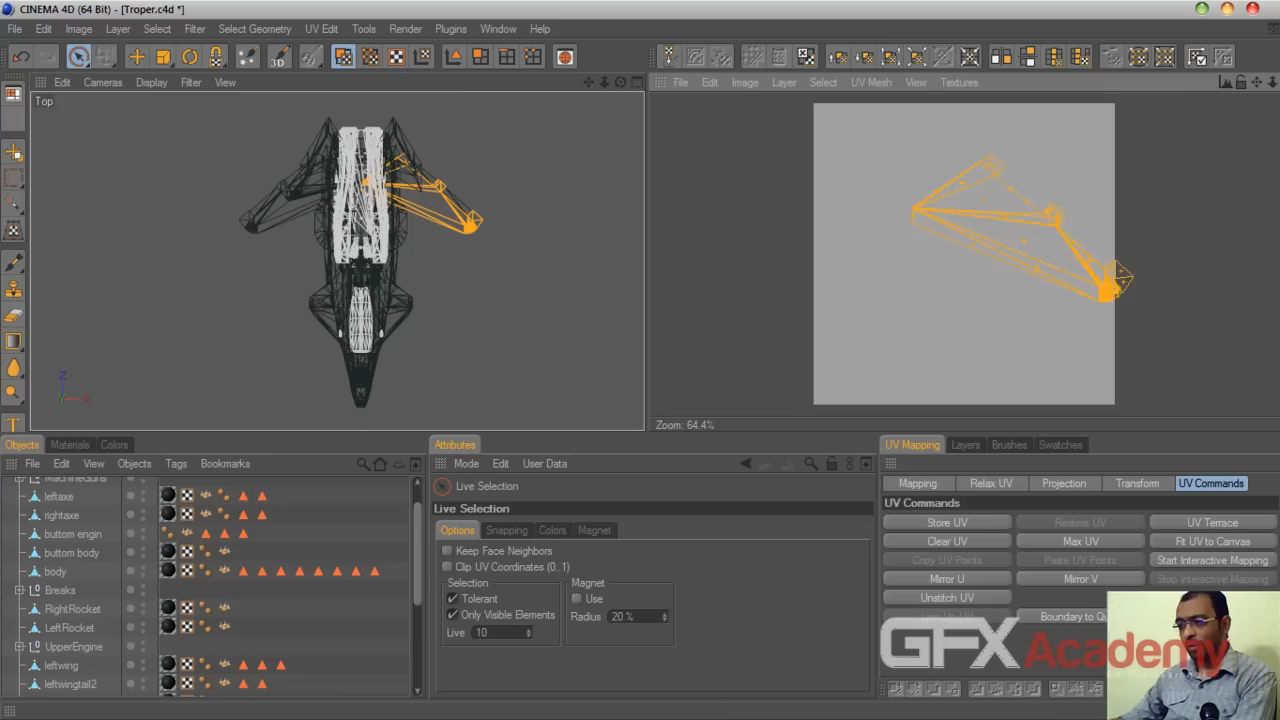 CINEMA 4D (64 Bit) - [Troper.c4d *]
File Edit Image Layer Select Filter Select Geometry UV Edit Tools Render Plugins Window Help
3D
Edit Cameras Display Filter View
File Edit Image Layer Select UV Mesh View Textures
Top
Z
X
Zoom: 64.4%
T
Objects Materials Colors
Attributes
UV Mapping Layers Brushes Swatches
File Edit View Objects Tags Bookmarks
Mode Edit User Data
MachineGuns
leftaxe
rightaxe
buttom engin
buttom body
body
Breaks
RightRocket
LeftRocket
UpperEngine
leftwing
leftwingtail2
Live Selection
Live Selection
Options Snapping Colors Magnet
Keep Face Neighbors
Clip UV Coordinates (0..1)
Selection
Tolerant
Only Visible Elements
Live 10
Magnet
Use
Radius 20 %
Mapping Relax UV Projection Transform UV Commands
UV Commands
Store UV Restore UV UV Terrace
Clear UV Max UV Fit UV to Canvas
Copy UV Points Paste UV Points Start Interactive Mapping
Mirror U Mirror V Stop Interactive Mapping
Unstitch UV
Boundary to Qu
GFXAcademy